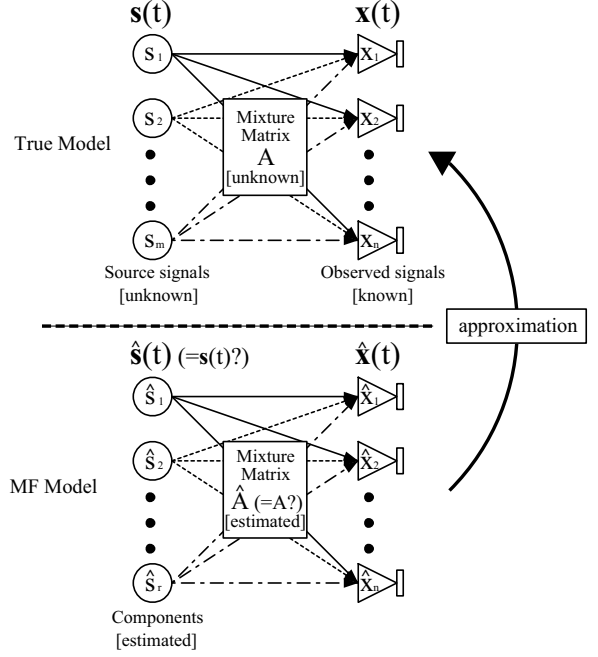 s(t) x(t)
s1 x1
s2 x2
Mixture
Matrix
A
[unknown]
True Model
sm xn
Source signals Observed signals
[unknown] [known]
approximation
ŝ(t) (=s(t)?) x̂(t)
ŝ1 x̂1
ŝ2 x̂2
Mixture
Matrix
Â (=A?)
[estimated]
MF Model
ŝr x̂n
Components
[estimated]